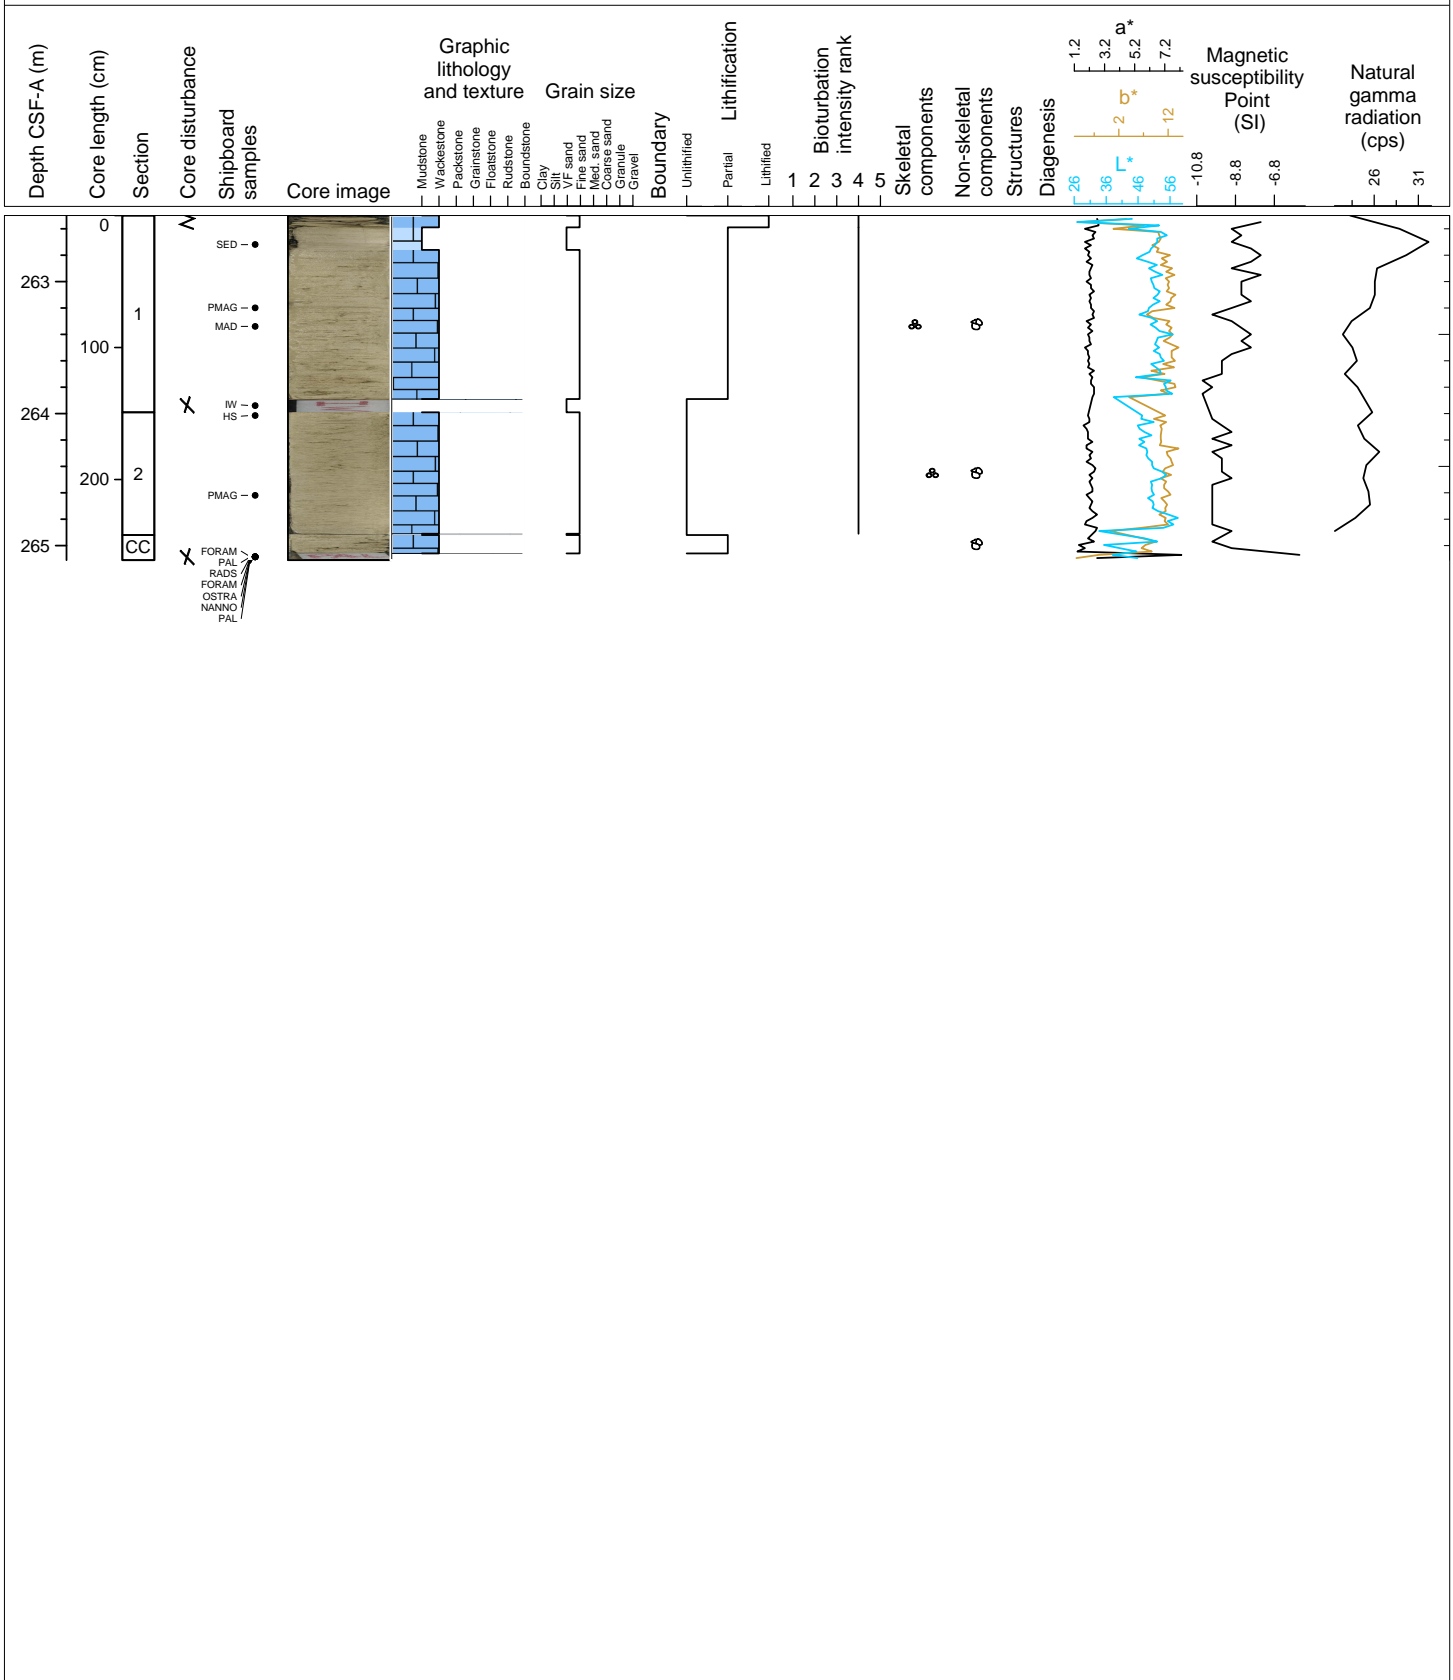 Depth CSF-A (m)
Core length (cm)
Section
Core disturbance
Shipboard
samples
Core image
Graphic
lithology
and texture
Mudstone
Wackestone
Packstone
Grainstone
Floatstone
Rudstone
Boundstone
Grain size
Clay
Silt
VF sand
Fine sand
Med. sand
Coarse sand
Granule
Gravel
Boundary
Lithification
Unlithified
Partial
Lithified
Bioturbation
intensity rank
1 2 3 4 5
Skeletal
components
Non-skeletal
components
Structures
Diagenesis
a*
1.2 3.2 5.2 7.2
b*
2 12
L*
26 36 46 56
Magnetic
susceptibility
Point
(SI)
-10.8 -8.8 -6.8
Natural
gamma
radiation
(cps)
26 31
0
SED
263
1
PMAG
MAD
100
IW
264
HS
2
200
PMAG
265
CC
FORAM
PAL
RADS
FORAM
OSTRA
NANNO
PAL